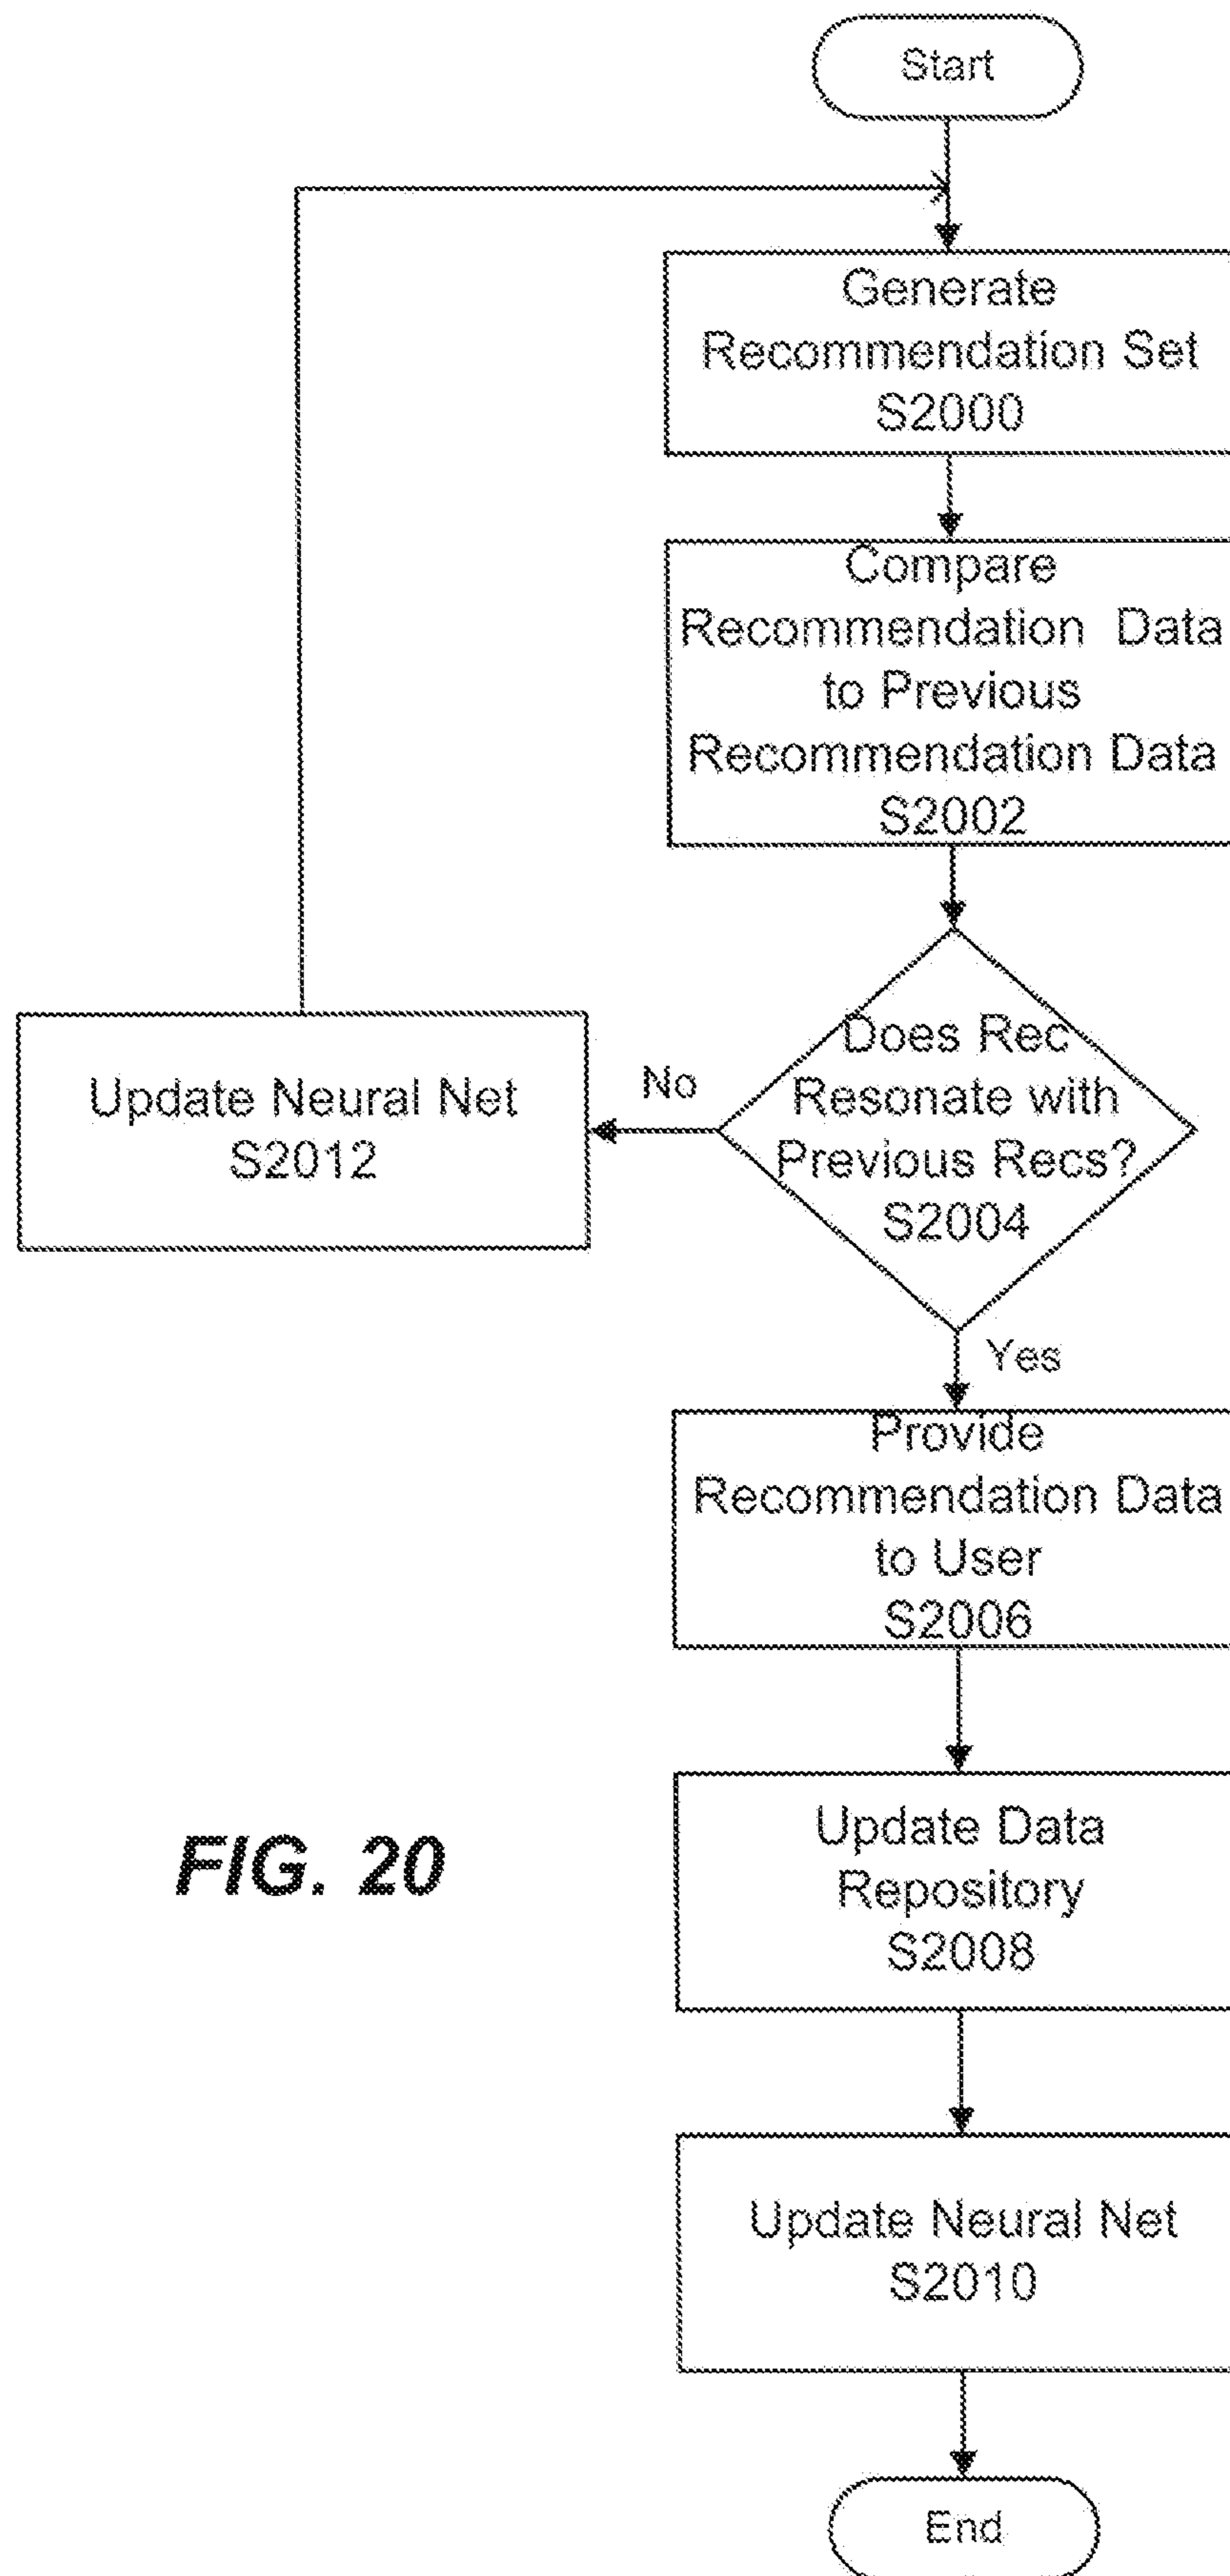 Start
Generate
Recommendation Set
S2000
Compare
Recommendation Data
to Previous
Recommendation Data
S2002
Does Rec
Resonate with
Previous Recs?
S2004
No
Update Neural Net
S2012
Yes
Provide
Recommendation Data
to User
S2006
Update Data
Repository
S2008
FIG. 20
Update Neural Net
S2010
End